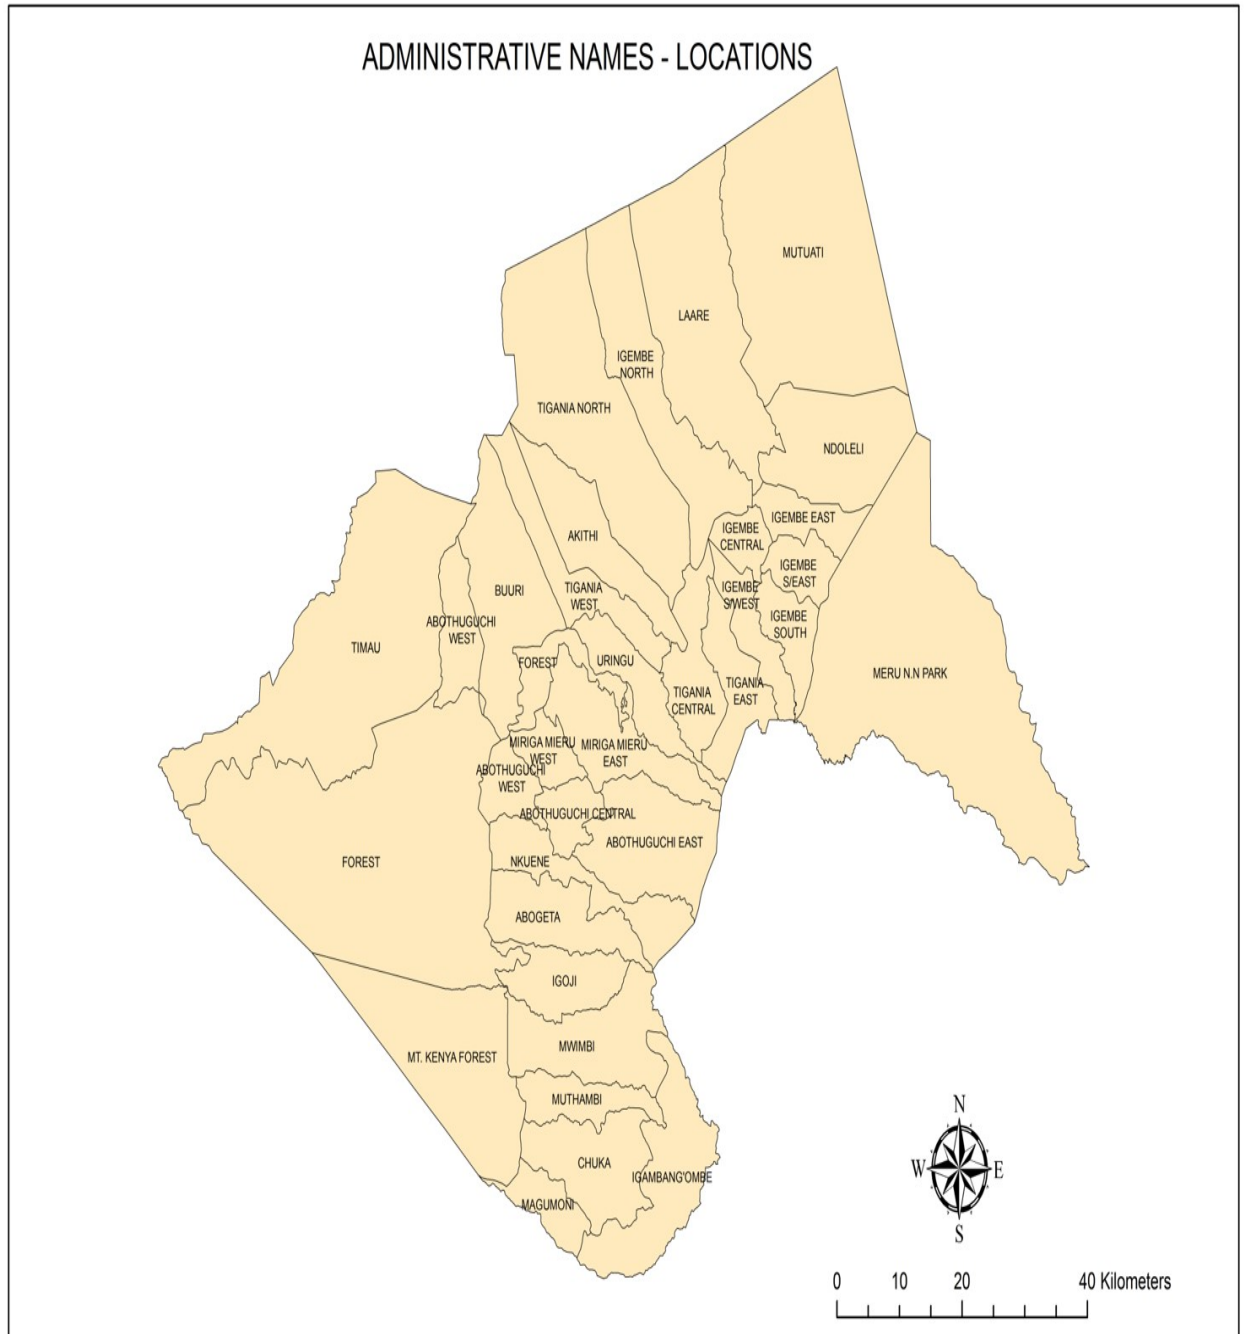 ADMINISTRATIVE NAMES - LOCATIONS
MUTUATI
LAARE
IGEMBE
NORTH
TIGANIA NORTH
NDOLELI
IGEMBE EAST
IGEMBE
CENTRAL
AKITHI
IGEMBE
S/EAST
BUURI
TIGANIA
WEST
IGEMBE
S/WEST
IGEMBE
SOUTH
ABOTHUGUCHI
WEST
TIMAU
FOREST
URINGU
MERU N.N PARK
TIGANIA
CENTRAL
TIGANIA
EAST
MIRIGA MIERU
WEST
MIRIGA MIERU
EAST
ABOTHUGUCHI
WEST
ABOTHUGUCHI CENTRAL
ABOTHUGUCHI EAST
FOREST
NKUENE
ABOGETA
IGOJI
MWIMBI
MT. KENYA FOREST
MUTHAMBI
CHUKA
IGAMBANG'OMBE
MAGUMONI
N
W
E
S
0 10 20 40 Kilometers